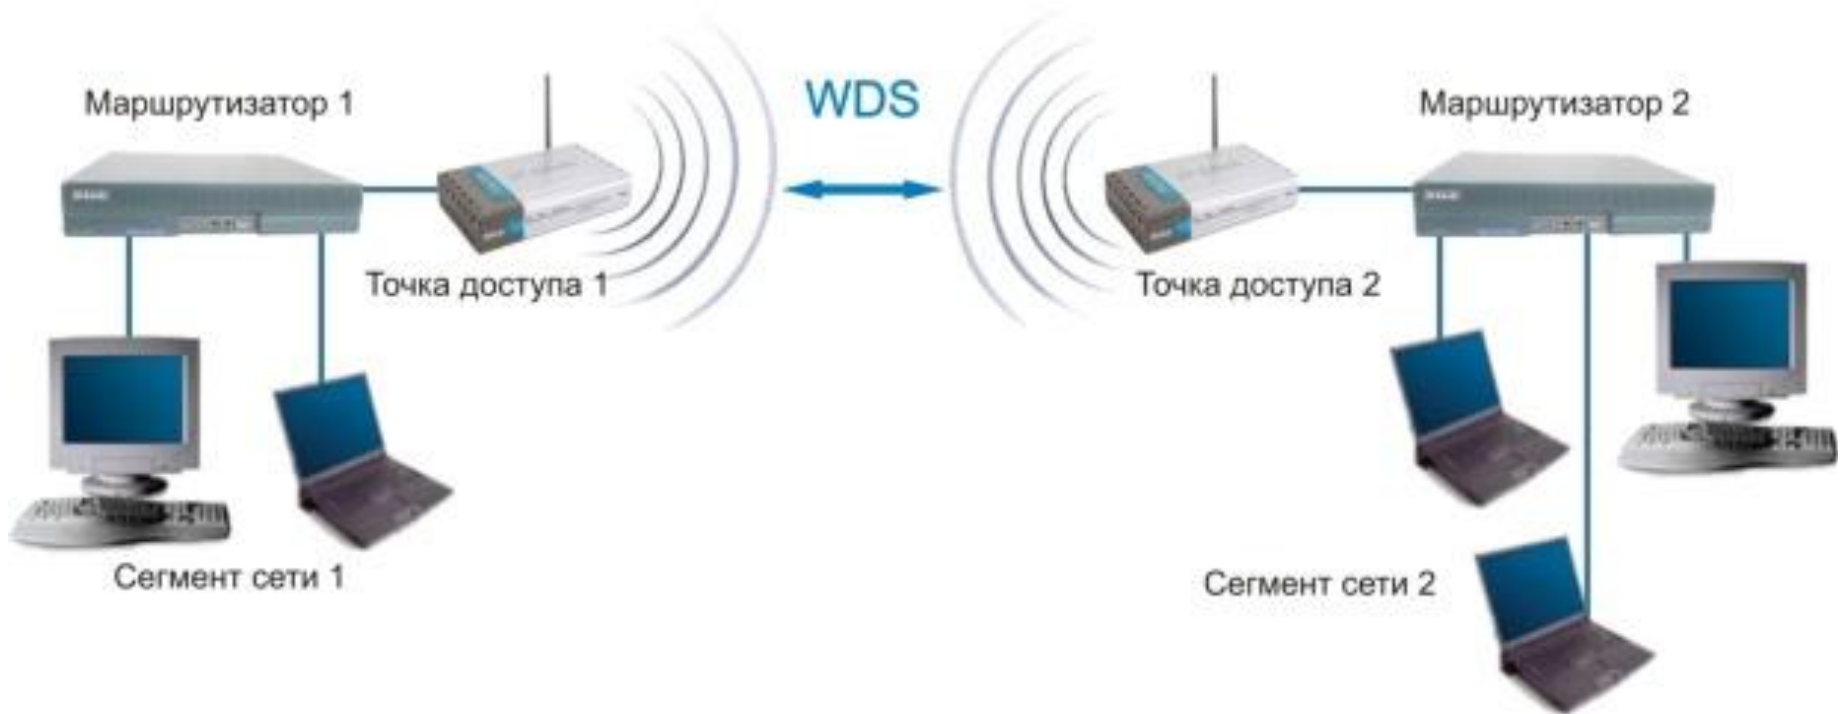 Маршрутизатор 1
WDS
Маршрутизатор 2
Точка доступа 1
Точка доступа 2
Сегмент сети 1
Сегмент сети 2